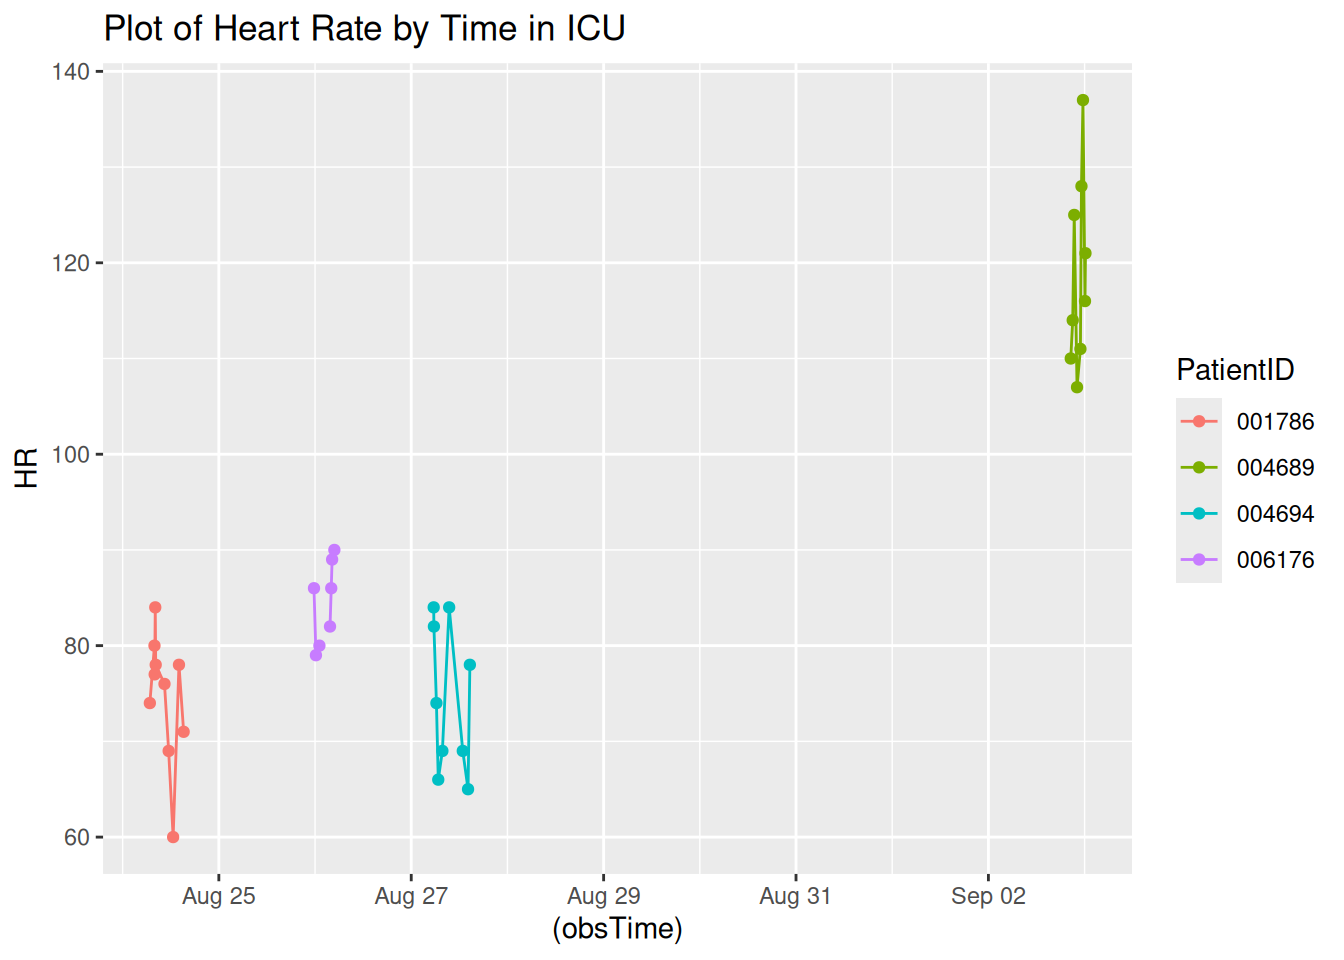 Plot of Heart Rate by Time in ICU
140
120
100
80
60
HR
Aug 25
Aug 27
Aug 29
Aug 31
Sep 02
(obsTime)
PatientID
001786
004689
004694
006176